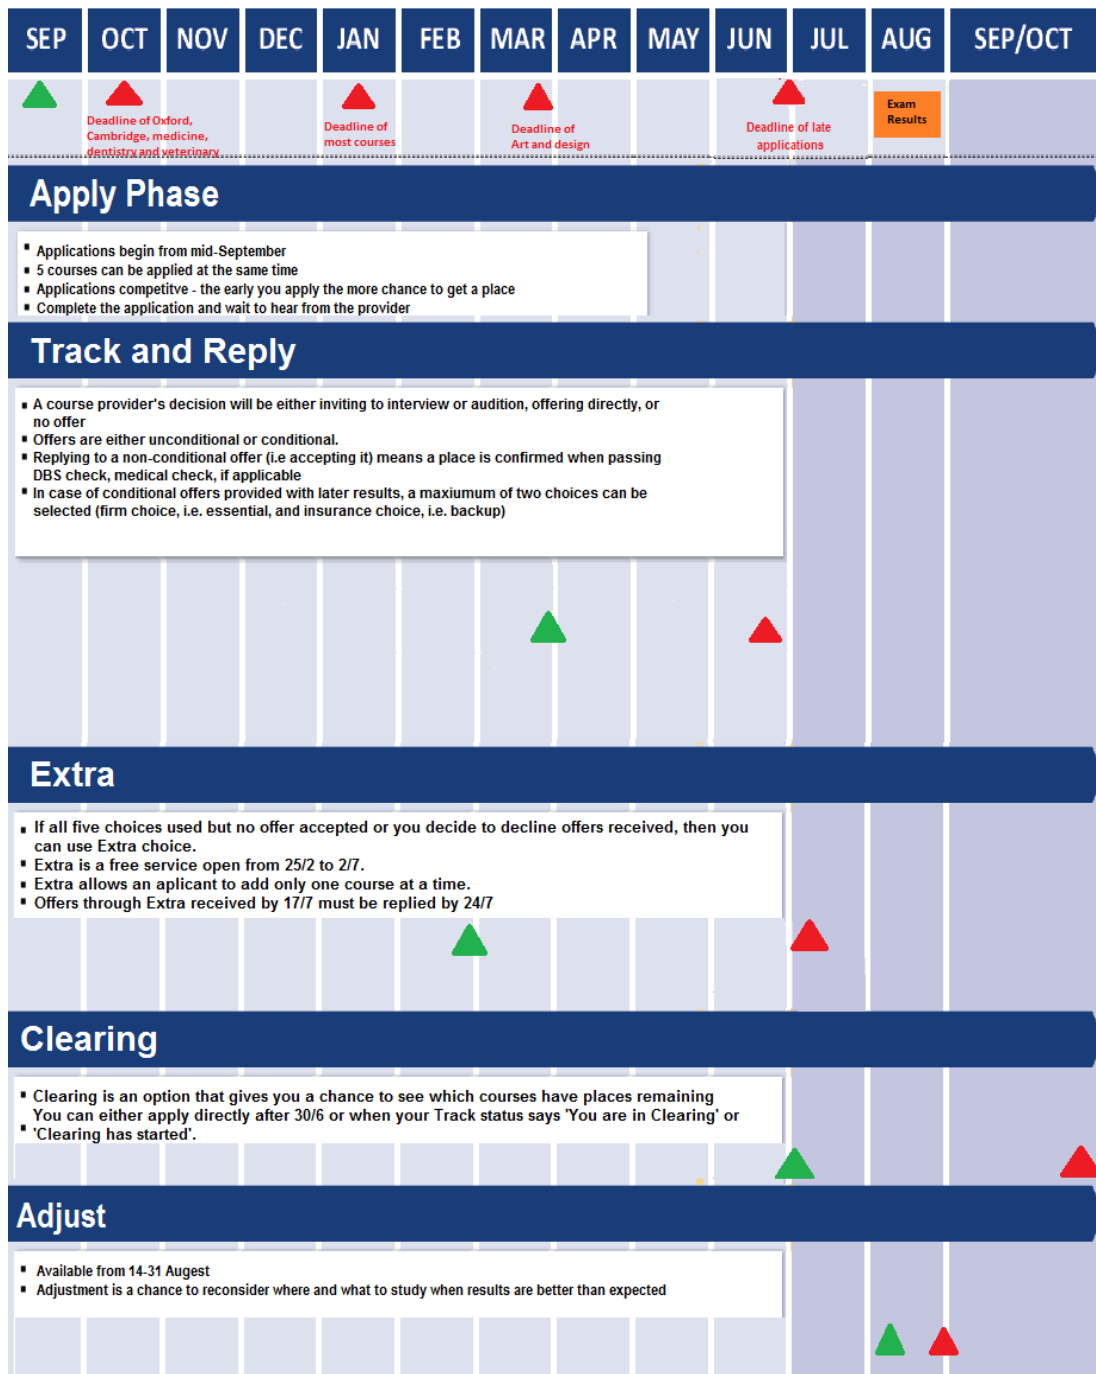 SEP OCT NOV DEC JAN FEB MAR APR MAY JUN JUL AUG SEP/OCT
Deadline of Oxford,
Cambridge, medicine,
dentistry and veterinary
Deadline of
most courses
Deadline of
Art and design
Deadline of late
applications
Exam
Results
Apply Phase
Applications begin from mid-September
5 courses can be applied at the same time
Applications competitve - the early you apply the more chance to get a place
Complete the application and wait to hear from the provider
Track and Reply
A course provider's decision will be either inviting to interview or audition, offering directly, or
no offer
Offers are either unconditional or conditional.
Replying to a non-conditional offer (i.e accepting it) means a place is confirmed when passing
DBS check, medical check, if applicable
In case of conditional offers provided with later results, a maxiumum of two choices can be
selected (firm choice, i.e. essential, and insurance choice, i.e. backup)
Extra
If all five choices used but no offer accepted or you decide to decline offers received, then you
can use Extra choice.
Extra is a free service open from 25/2 to 2/7.
Extra allows an aplicant to add only one course at a time.
Offers through Extra received by 17/7 must be replied by 24/7
Clearing
Clearing is an option that gives you a chance to see which courses have places remaining
You can either apply directly after 30/6 or when your Track status says 'You are in Clearing' or
'Clearing has started'.
Adjust
Available from 14-31 Augest
Adjustment is a chance to reconsider where and what to study when results are better than expected